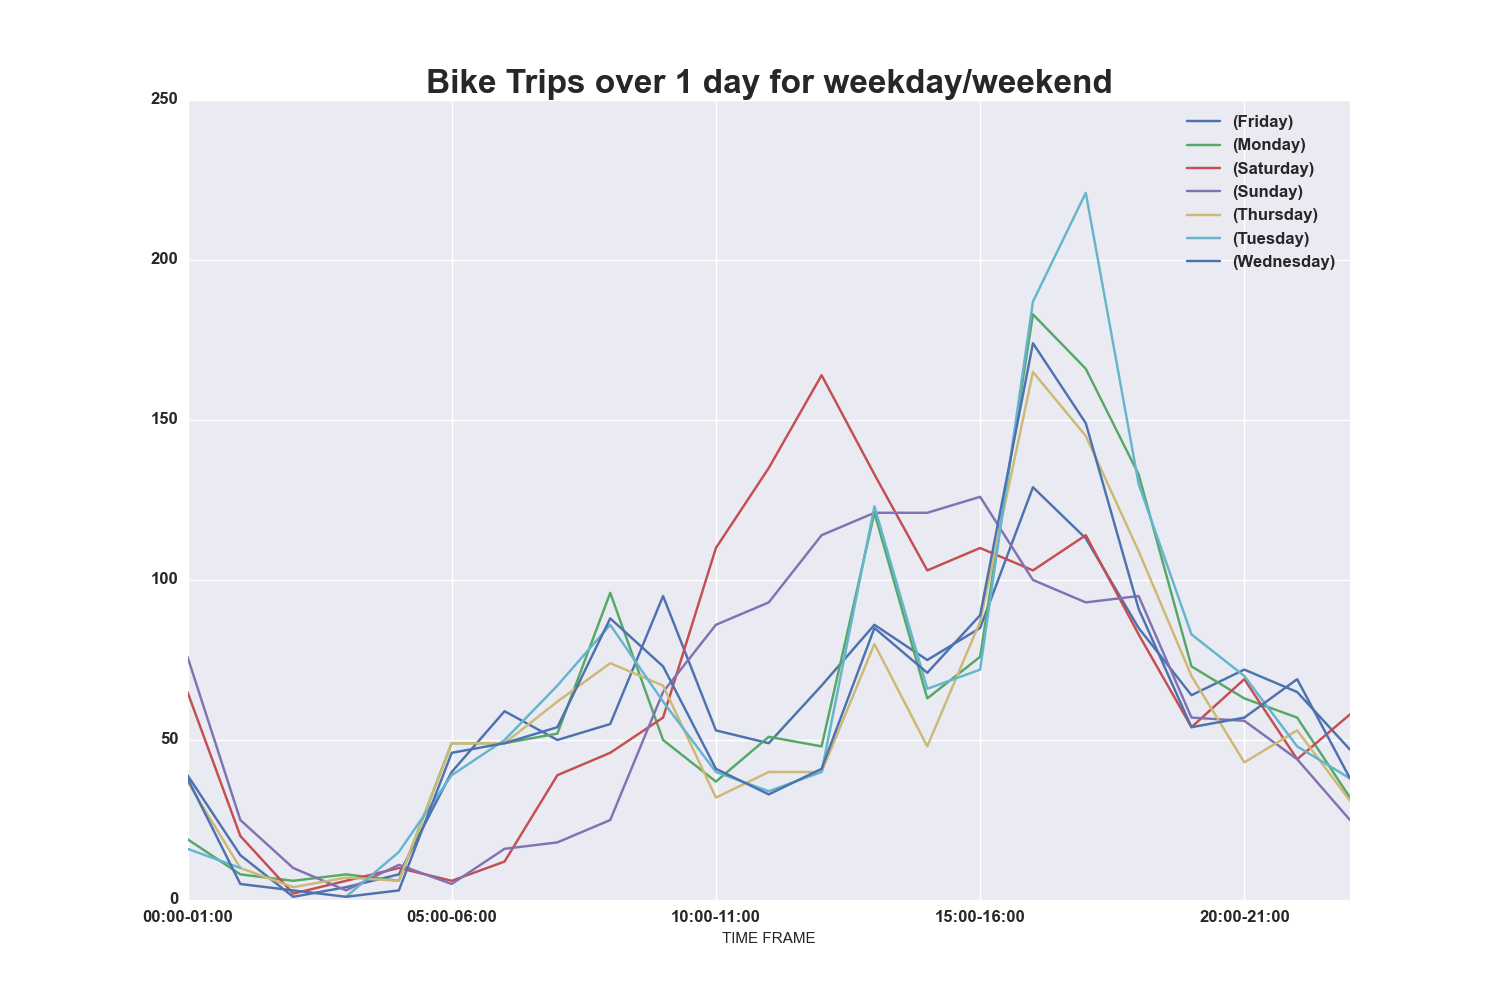 Bike Trips over 1 day for weekday/weekend
250
200
150
100
50
0
(Friday)
(Monday)
(Saturday)
(Sunday)
(Thursday)
(Tuesday)
(Wednesday)
00:00-01:00 05:00-06:00 10:00-11:00 15:00-16:00 20:00-21:00
TIME FRAME